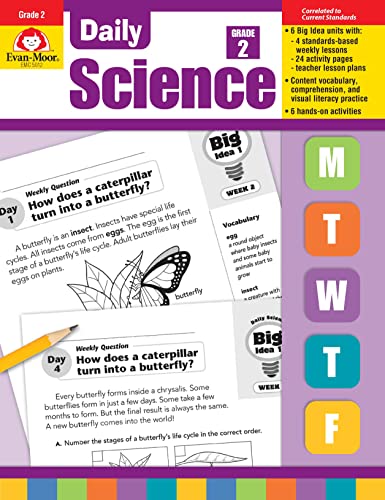 Grade 2
Evan-Moor
EMC 5012
Daily
Science
GRADE
2
Correlated to
Current Standards
• 6 Big Idea units with:
- 4 standards-based
weekly lessons
- 24 activity pages
- teacher lesson plans
• Content vocabulary,
comprehension, and
visual literacy practice
• 6 hands-on activities
Big
Idea 1
WEEK 2
Day
1
Weekly Question
How does a caterpillar
turn into a butterfly?
A butterfly is an insect. Insects have special life
cycles. All insects come from eggs. The egg is the first
stage of a butterfly's life cycle. Adult butterflies lay their
eggs on plants.
butterfly
Vocabulary
egg
a round object
where baby insects
and some baby
animals start to
grow
insect
a creature with
Daily Scien
Big
Idea 1
WEEK
Day
4
Weekly Question
How does a caterpillar
turn into a butterfly?
Every butterfly forms inside a chrysalis. Some
butterflies form in just a few days. Some take a few
months to form. But the final result is always the same.
A new butterfly comes into the world!
A. Number the stages of a butterfly's life cycle in the correct order.
M
T
W
T
F